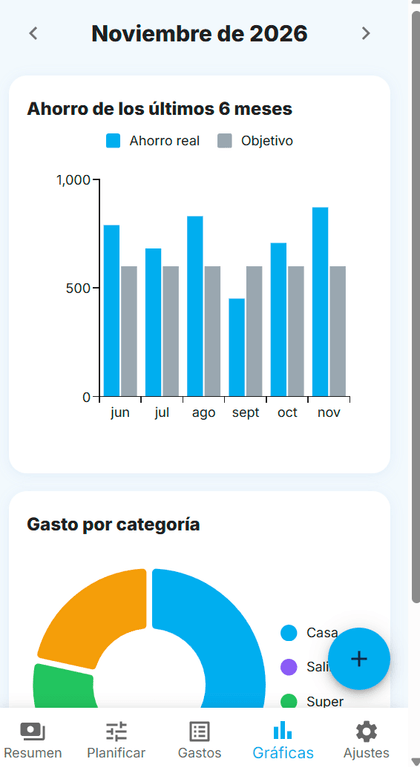 Noviembre de 2026
Ahorro de los últimos 6 meses
Ahorro real Objetivo
1,000
500
0
jun jul ago sept oct nov
Gasto por categoría
Casa
Super
Resumen Planificar Gastos Gráficas Ajustes